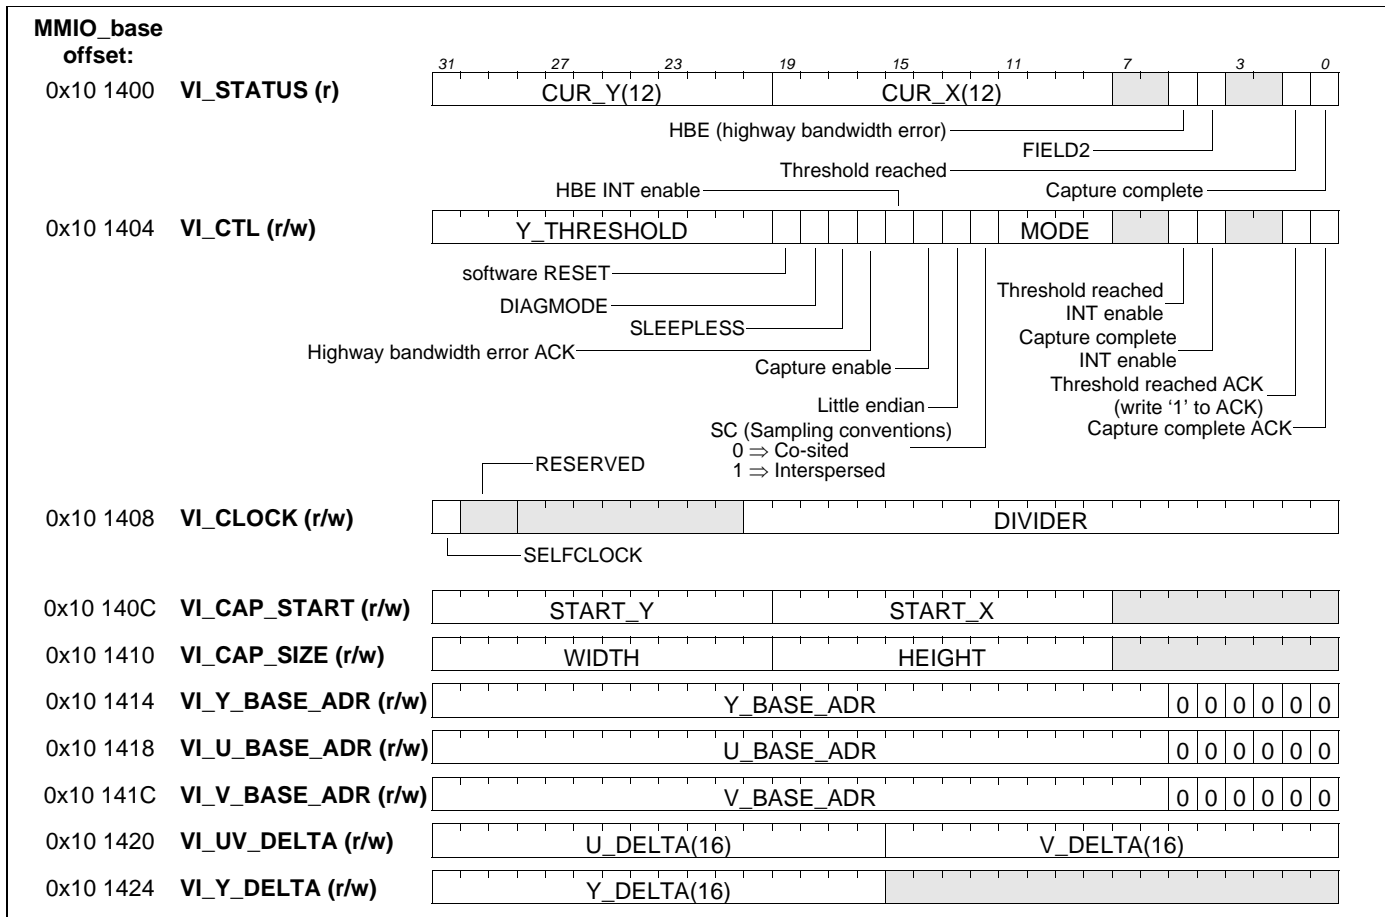 MMIO_base
offset:
31 27 23 19 15 11 7 3 0
0x10 1400 VI_STATUS (r) CUR_Y(12) CUR_X(12)
HBE (highway bandwidth error)
FIELD2
Threshold reached
HBE INT enable Capture complete
0x10 1404 VI_CTL (r/w) Y_THRESHOLD MODE
software RESET
DIAGMODE
SLEEPLESS
Highway bandwidth error ACK
Capture enable
Little endian
SC (Sampling conventions)
0 ⇒ Co-sited
1 ⇒ Interspersed
Threshold reached
INT enable
Capture complete
INT enable
Threshold reached ACK
(write ‘1’ to ACK)
Capture complete ACK
RESERVED
0x10 1408 VI_CLOCK (r/w) DIVIDER
SELFCLOCK
0x10 140C VI_CAP_START (r/w) START_Y START_X
0x10 1410 VI_CAP_SIZE (r/w) WIDTH HEIGHT
0x10 1414 VI_Y_BASE_ADR (r/w) Y_BASE_ADR 0 0 0 0 0 0
0x10 1418 VI_U_BASE_ADR (r/w) U_BASE_ADR 0 0 0 0 0 0
0x10 141C VI_V_BASE_ADR (r/w) V_BASE_ADR 0 0 0 0 0 0
0x10 1420 VI_UV_DELTA (r/w) U_DELTA(16) V_DELTA(16)
0x10 1424 VI_Y_DELTA (r/w) Y_DELTA(16)